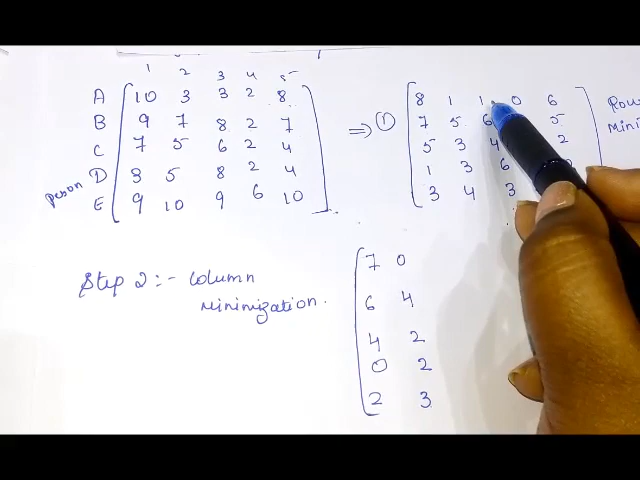 1 2 3 4 5
A 10 3 3 2 8
B 9 7 8 2 7
C 7 5 6 2 4
person D 3 5 8 2 4
E 9 10 9 6 10
⇒ ① 8 1 1 0 6 Row
7 5 6 5 mini
5 3 4 2
1 3 6
3 4 3
Step 2 :- column
minimization.
7 0
6 4
4 2
0 2
2 3